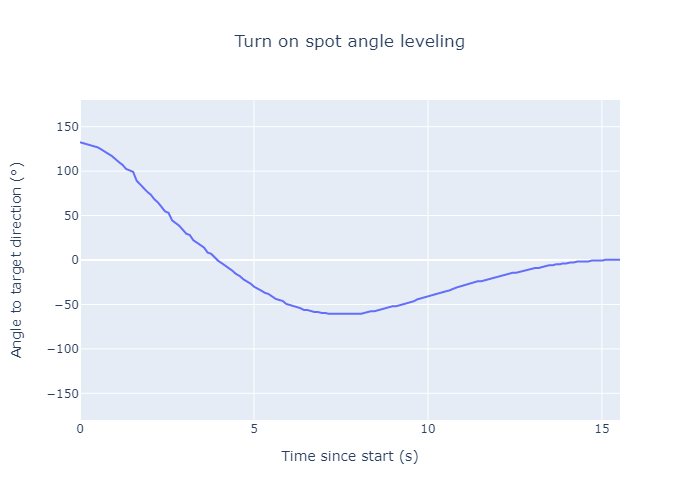 Turn on spot angle leveling
150
100
50
0
−50
−100
−150
0 5 10 15
Angle to target direction (°)
Time since start (s)